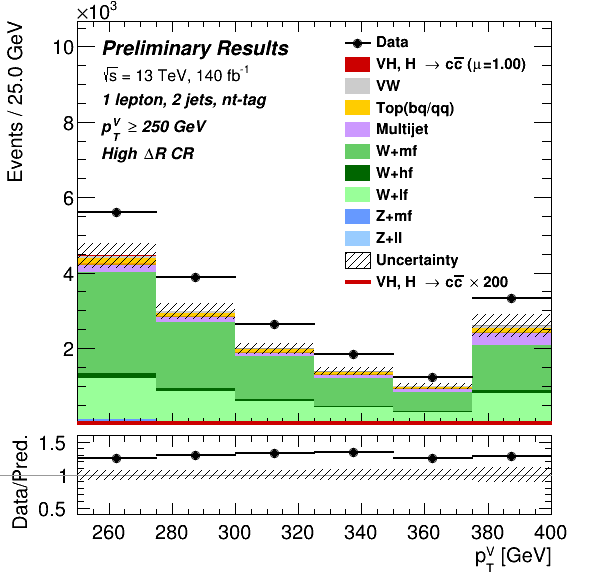 ×10³
Events / 25.0 GeV
10
8
6
4
2
Preliminary Results
√s = 13 TeV, 140 fb⁻¹
1 lepton, 2 jets, nt-tag
p_T^V ≥ 250 GeV
High ΔR CR
Data
VH, H → cc̅ (μ=1.00)
VW
Top(bq/qq)
Multijet
W+mf
W+hf
W+lf
Z+mf
Z+ll
Uncertainty
VH, H → cc̅ × 200
Data/Pred.
1.5
1
0.5
260 280 300 320 340 360 380 400
p_T^V [GeV]